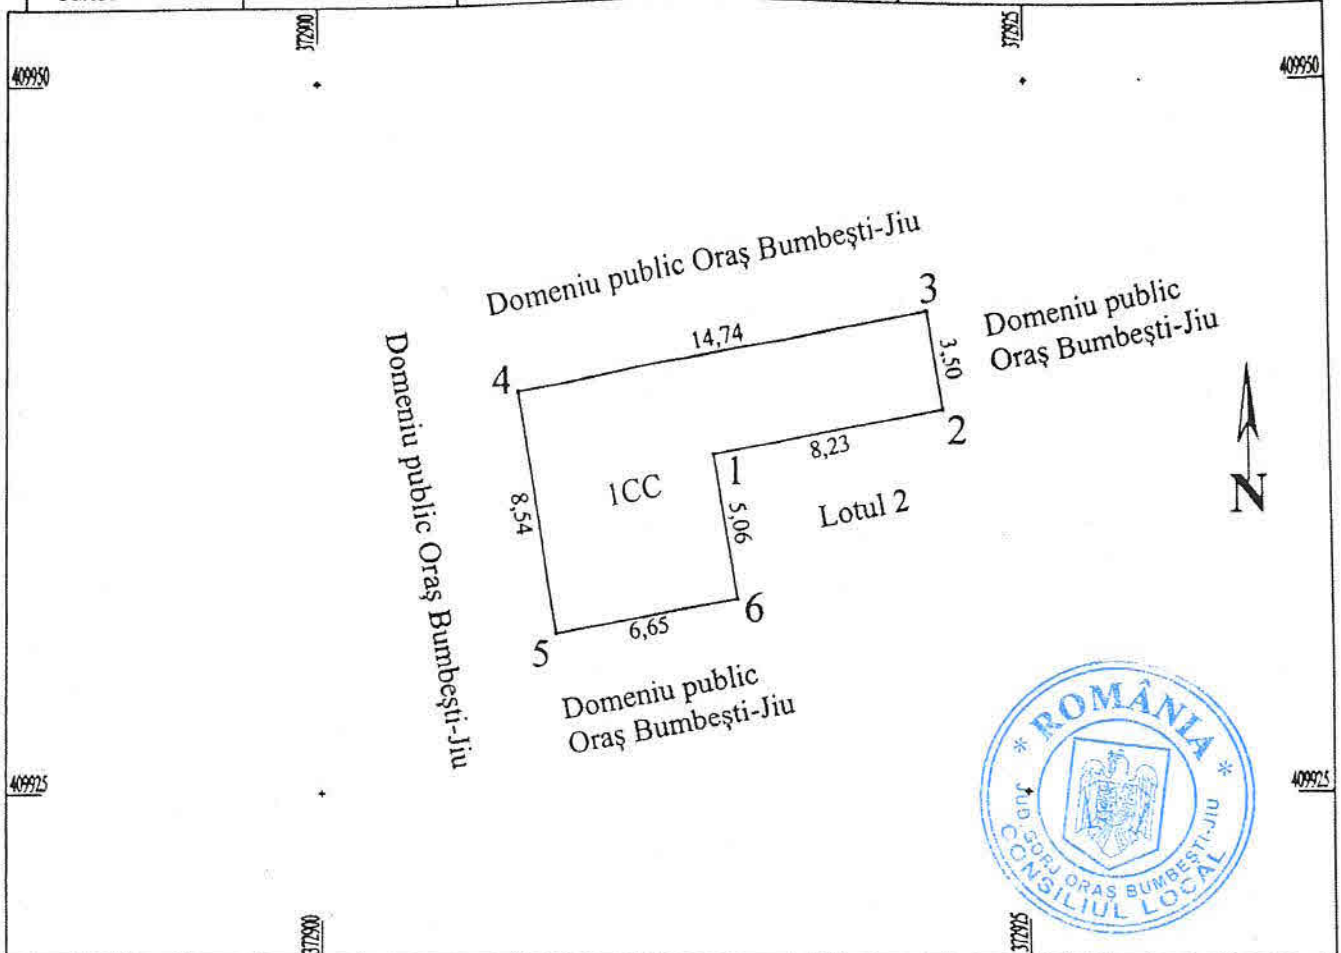 372900
372925
409950
409950
Domeniu public Oraş Bumbeşti-Jiu
3
Domeniu public
Oraş Bumbeşti-Jiu
14,74
3,50
4
Domeniu public Oraş Bumbeşti-Jiu
2
8,23
1
1CC
8,54
5,06
Lotul 2
N
6
6,65
5
Domeniu public
Oraş Bumbeşti-Jiu
* ROMÂNIA *
JUD. GORJ ORAŞ BUMBEŞTI-JIU
CONSILIUL LOCAL
409925
409925
372900
372925